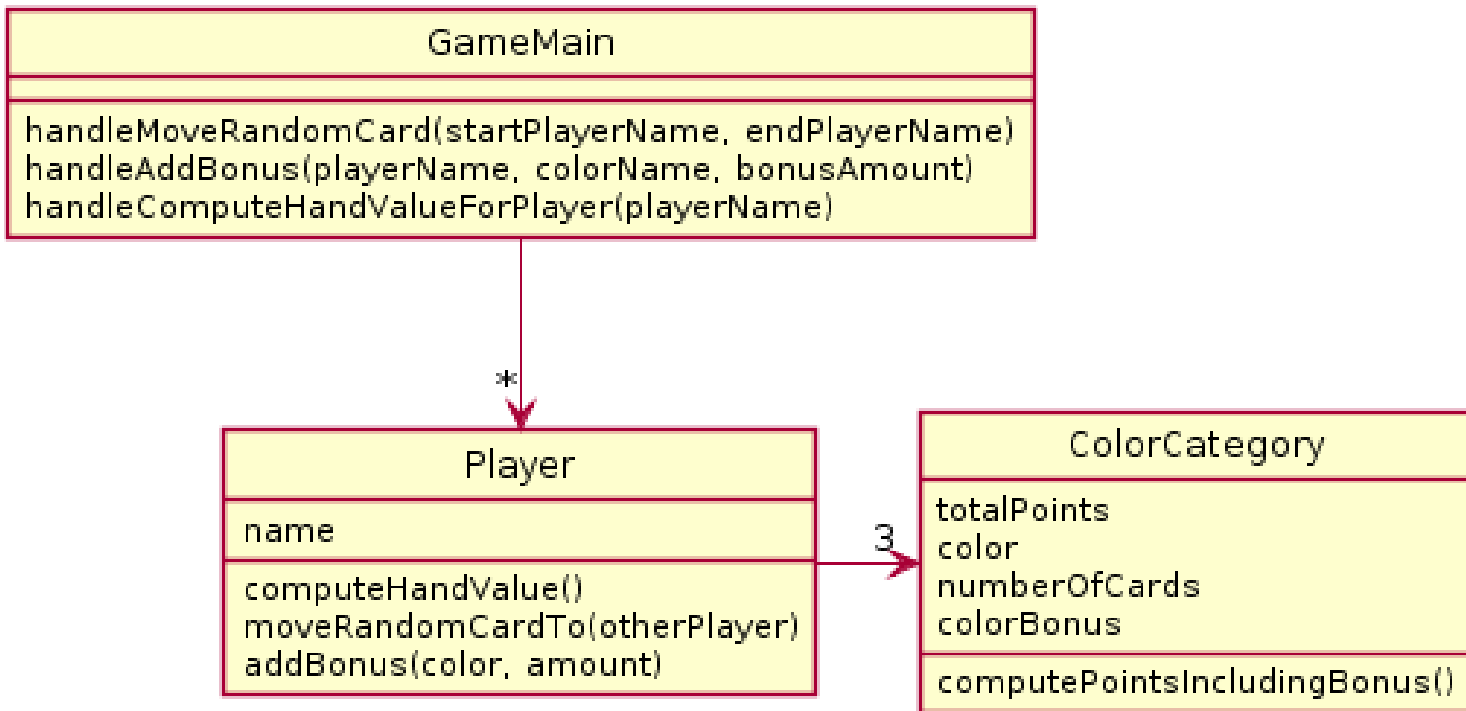 GameMain
handleMoveRandomCard(startPlayerName, endPlayerName)
handleAddBonus(playerName, colorName, bonusAmount)
handleComputeHandValueForPlayer(playerName)
*
Player
name
computeHandValue()
moveRandomCardTo(otherPlayer)
addBonus(color, amount)
3
ColorCategory
totalPoints
color
numberOfCards
colorBonus
computePointsIncludingBonus()